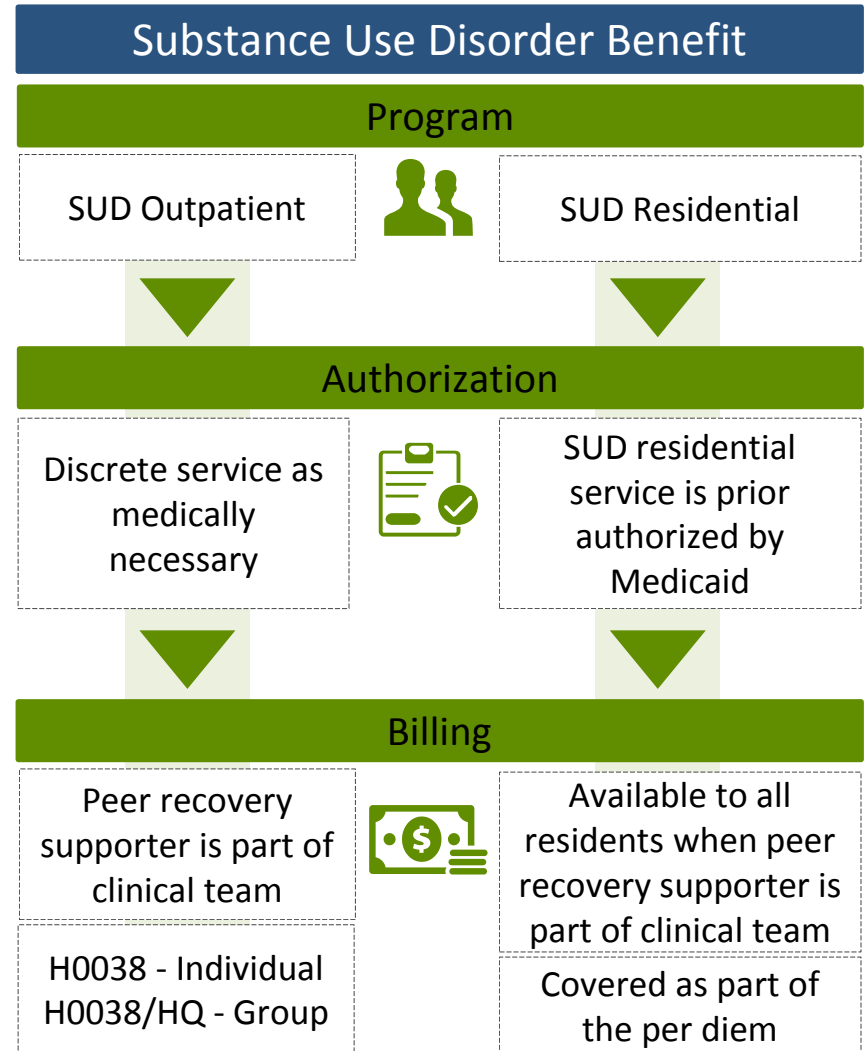 Substance Use Disorder Benefit
Program
SUD Outpatient
SUD Residential
Authorization
Discrete service as
medically
necessary
SUD residential
service is prior
authorized by
Medicaid
Billing
Peer recovery
supporter is part of
clinical team
Available to all
residents when peer
recovery supporter is
part of clinical team
H0038 - Individual
H0038/HQ - Group
Covered as part of
the per diem